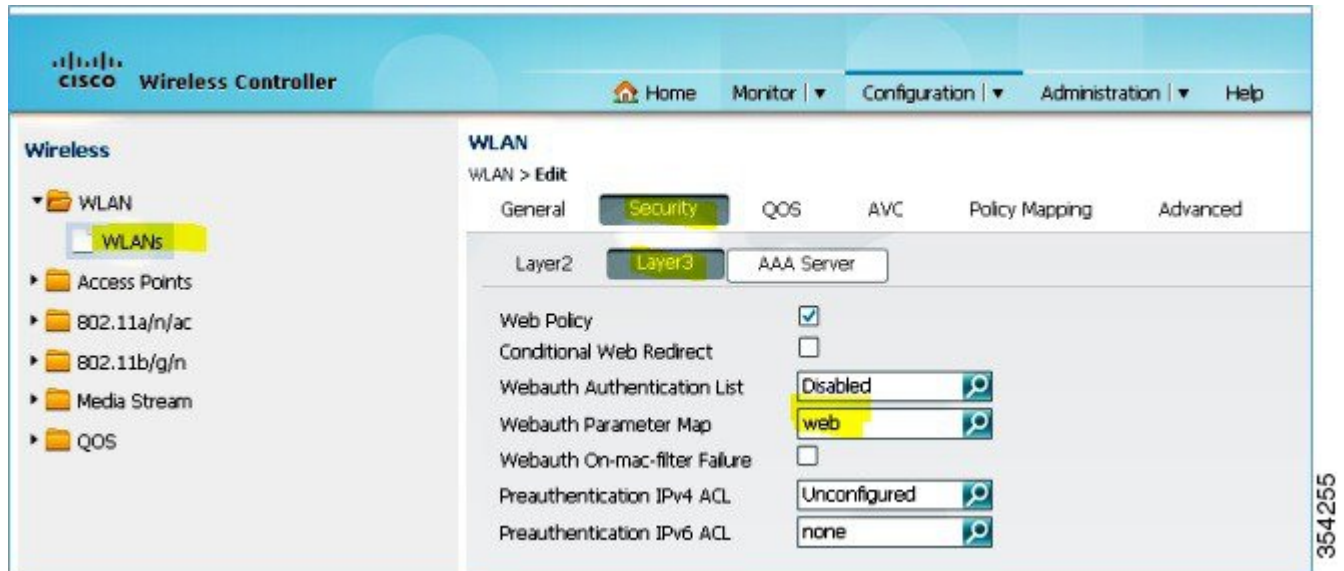 CISCO Wireless Controller
Home Monitor Configuration Administration Help
Wireless
WLAN
WLANs
Access Points
802.11a/n/ac
802.11b/g/n
Media Stream
QOS
WLAN
WLAN > Edit
General Security QOS AVC Policy Mapping Advanced
Layer2 Layer3 AAA Server
Web Policy
Conditional Web Redirect
Webauth Authentication List Disabled
Webauth Parameter Map web
Webauth On-mac-filter Failure
Preauthentication IPv4 ACL Unconfigured
Preauthentication IPv6 ACL none
354255